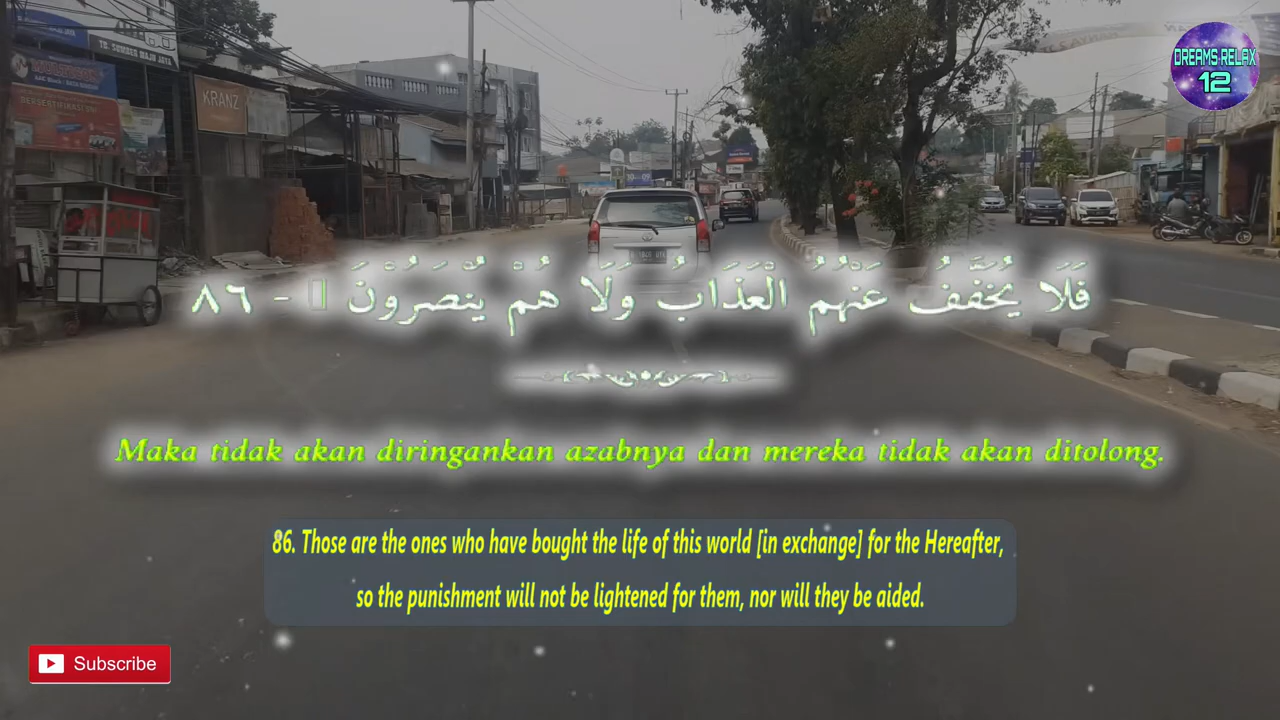 DREAMS RELAX
12
KRANZ
BERSERTIFIKASI SNI
فَلَا يُخَفَّفُ عَنْهُمُ الْعَذَابُ وَلَا هُمْ يُنْصَرُوْنَ - ٨٦
Maka tidak akan diringankan azabnya dan mereka tidak akan ditolong.
86. Those are the ones who have bought the life of this world [in exchange] for the Hereafter,
so the punishment will not be lightened for them, nor will they be aided.
Subscribe